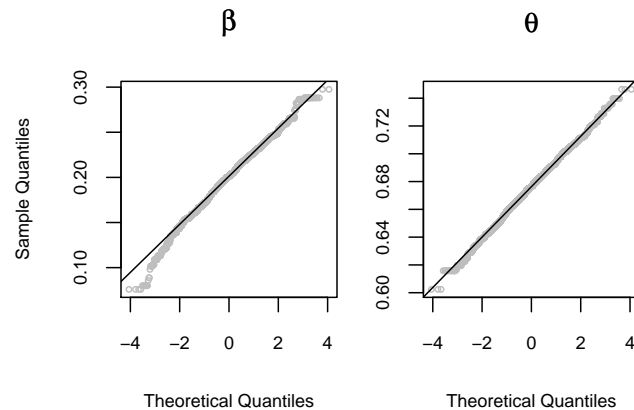 β
θ
Sample Quantiles
0.10 0.20 0.30
0.60 0.64 0.68 0.72
−4 −2 0 2 4
−4 −2 0 2 4
Theoretical Quantiles
Theoretical Quantiles